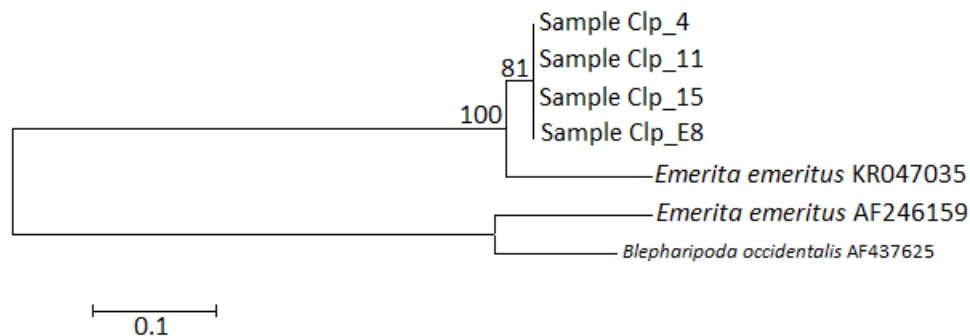 Sample Clp_4
Sample Clp_11
81
Sample Clp_15
100
Sample Clp_E8
Emerita emeritus KR047035
Emerita emeritus AF246159
Blepharipoda occidentalis AF437625
0.1